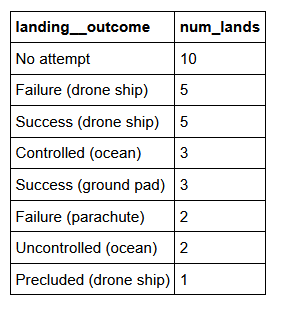 landing__outcome num_lands
No attempt 10
Failure (drone ship) 5
Success (drone ship) 5
Controlled (ocean) 3
Success (ground pad) 3
Failure (parachute) 2
Uncontrolled (ocean) 2
Precluded (drone ship) 1